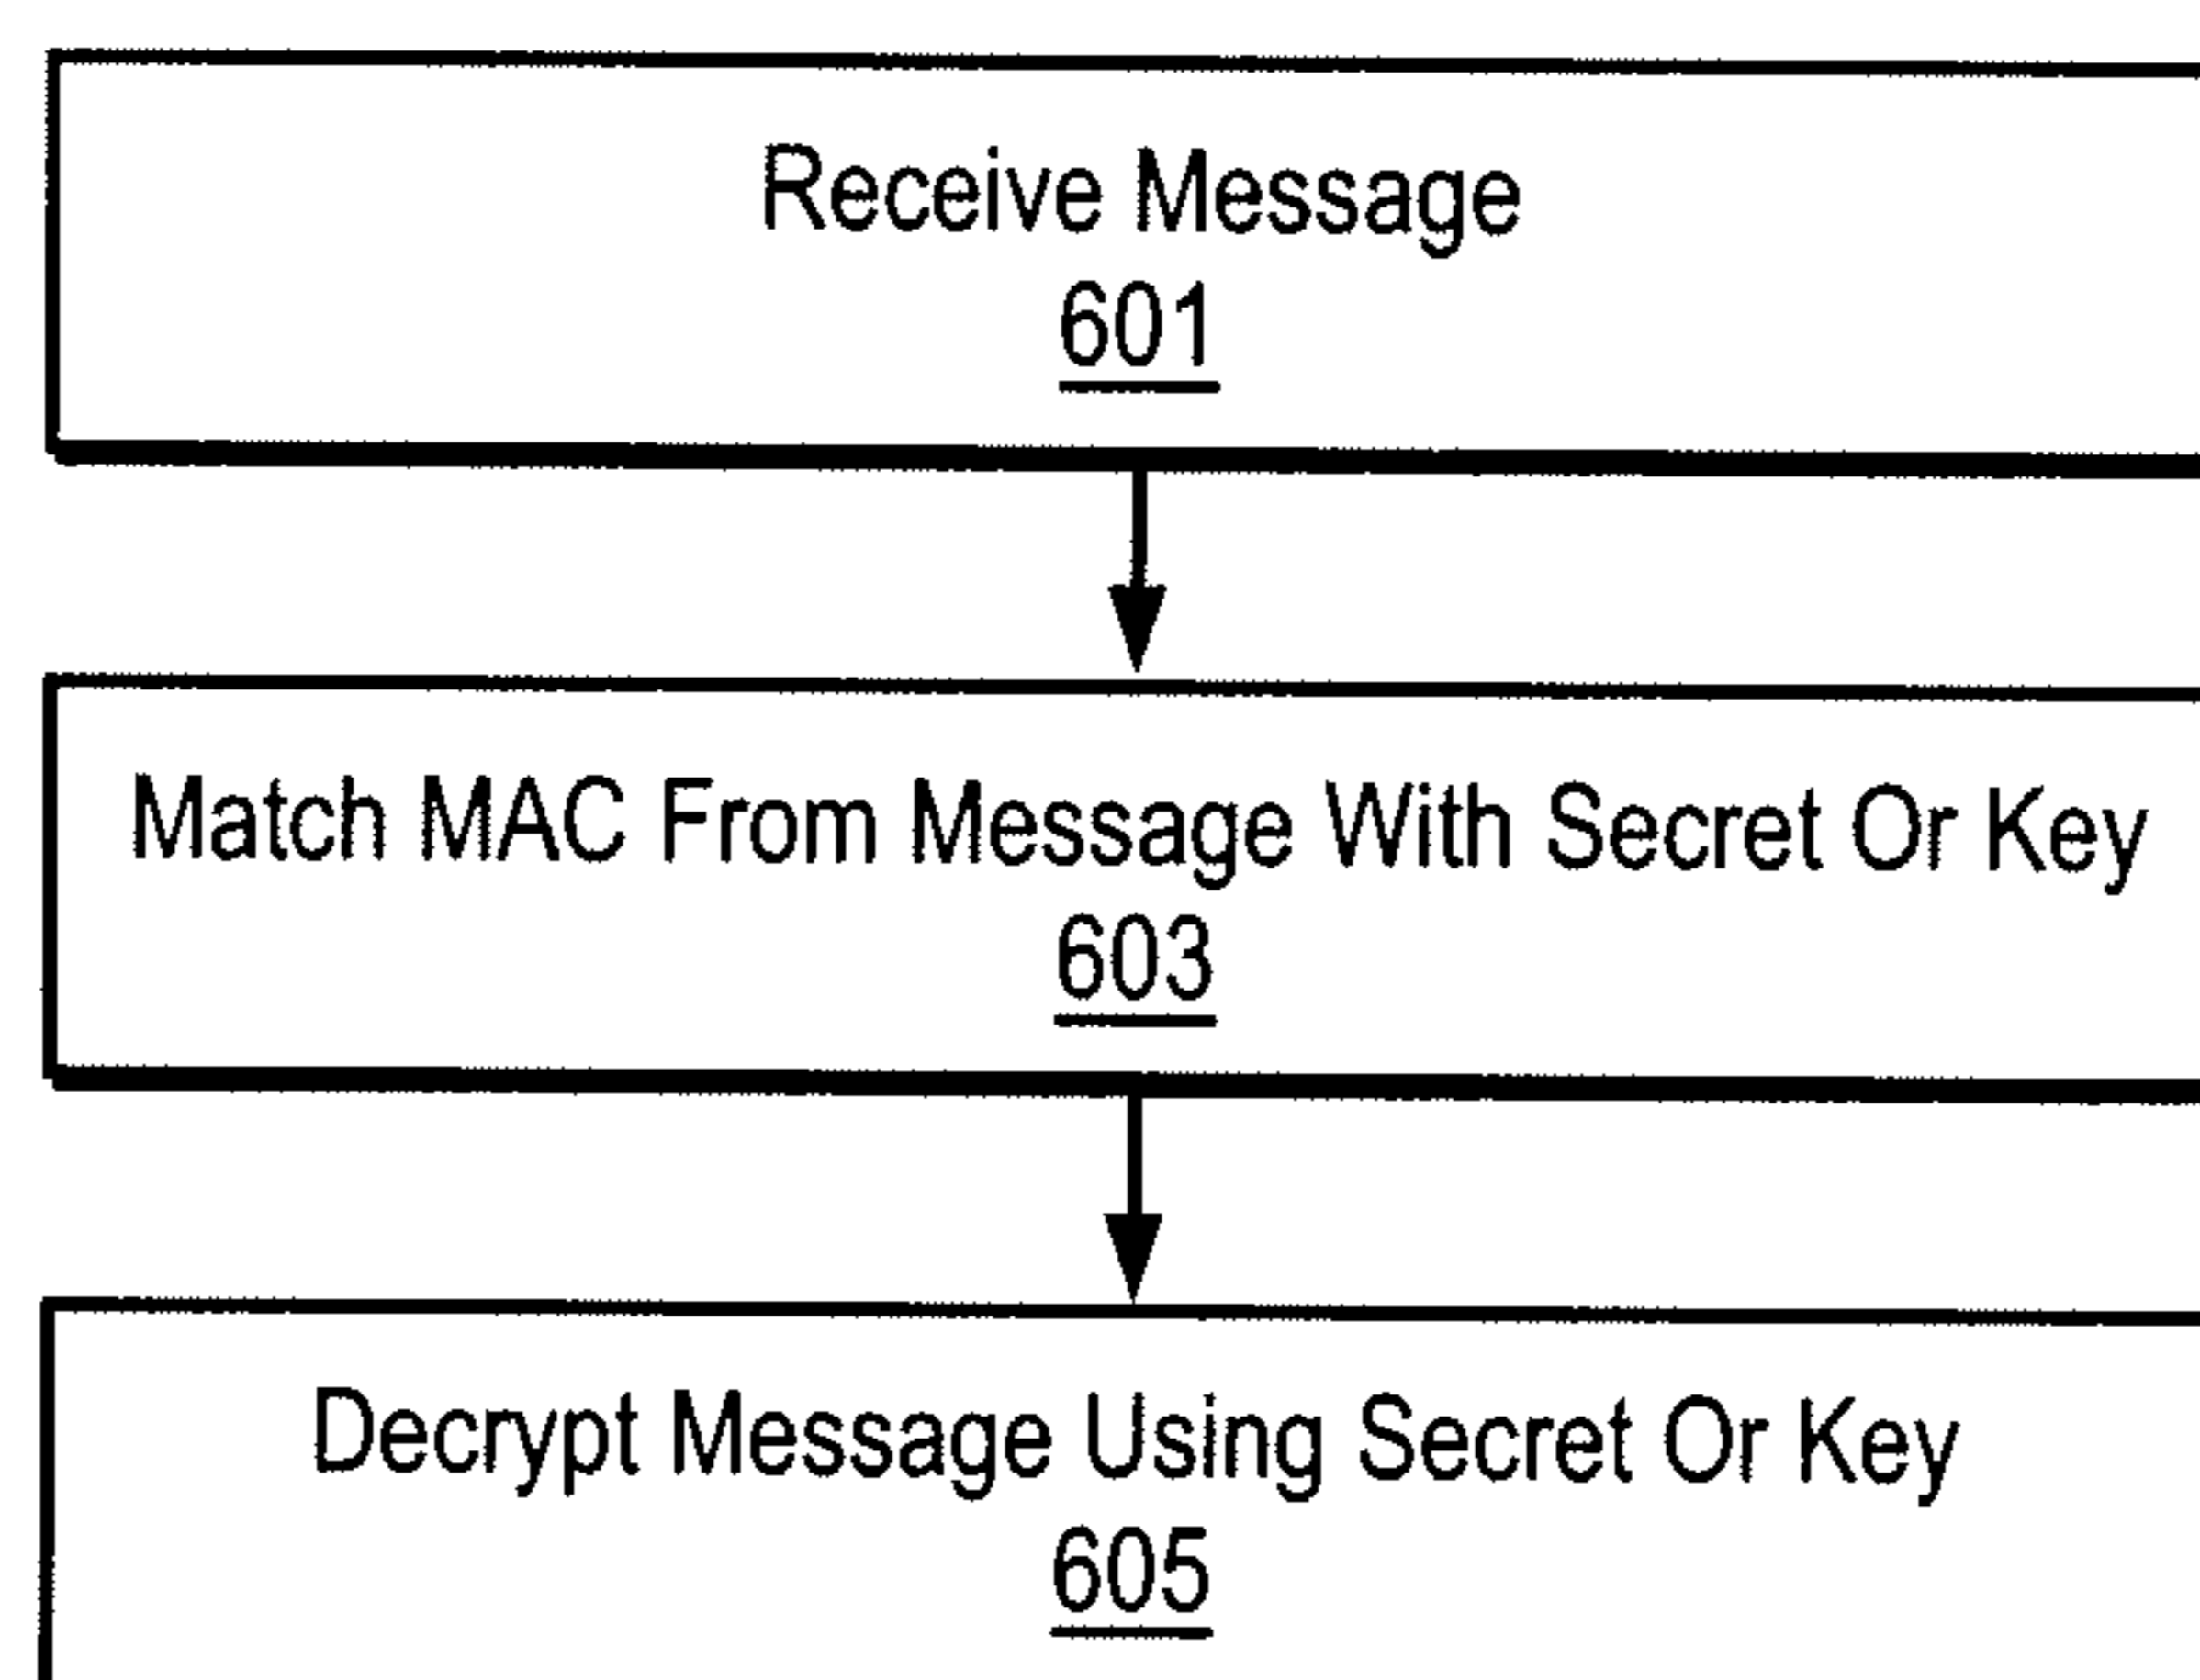 Receive Message
601
Match MAC From Message With Secret Or Key
603
Decrypt Message Using Secret Or Key
605